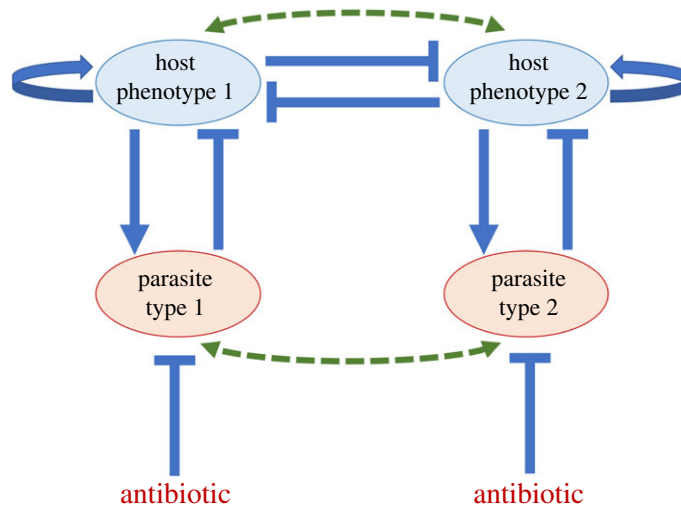 host
phenotype 1
host
phenotype 2
parasite
type 1
parasite
type 2
antibiotic
antibiotic